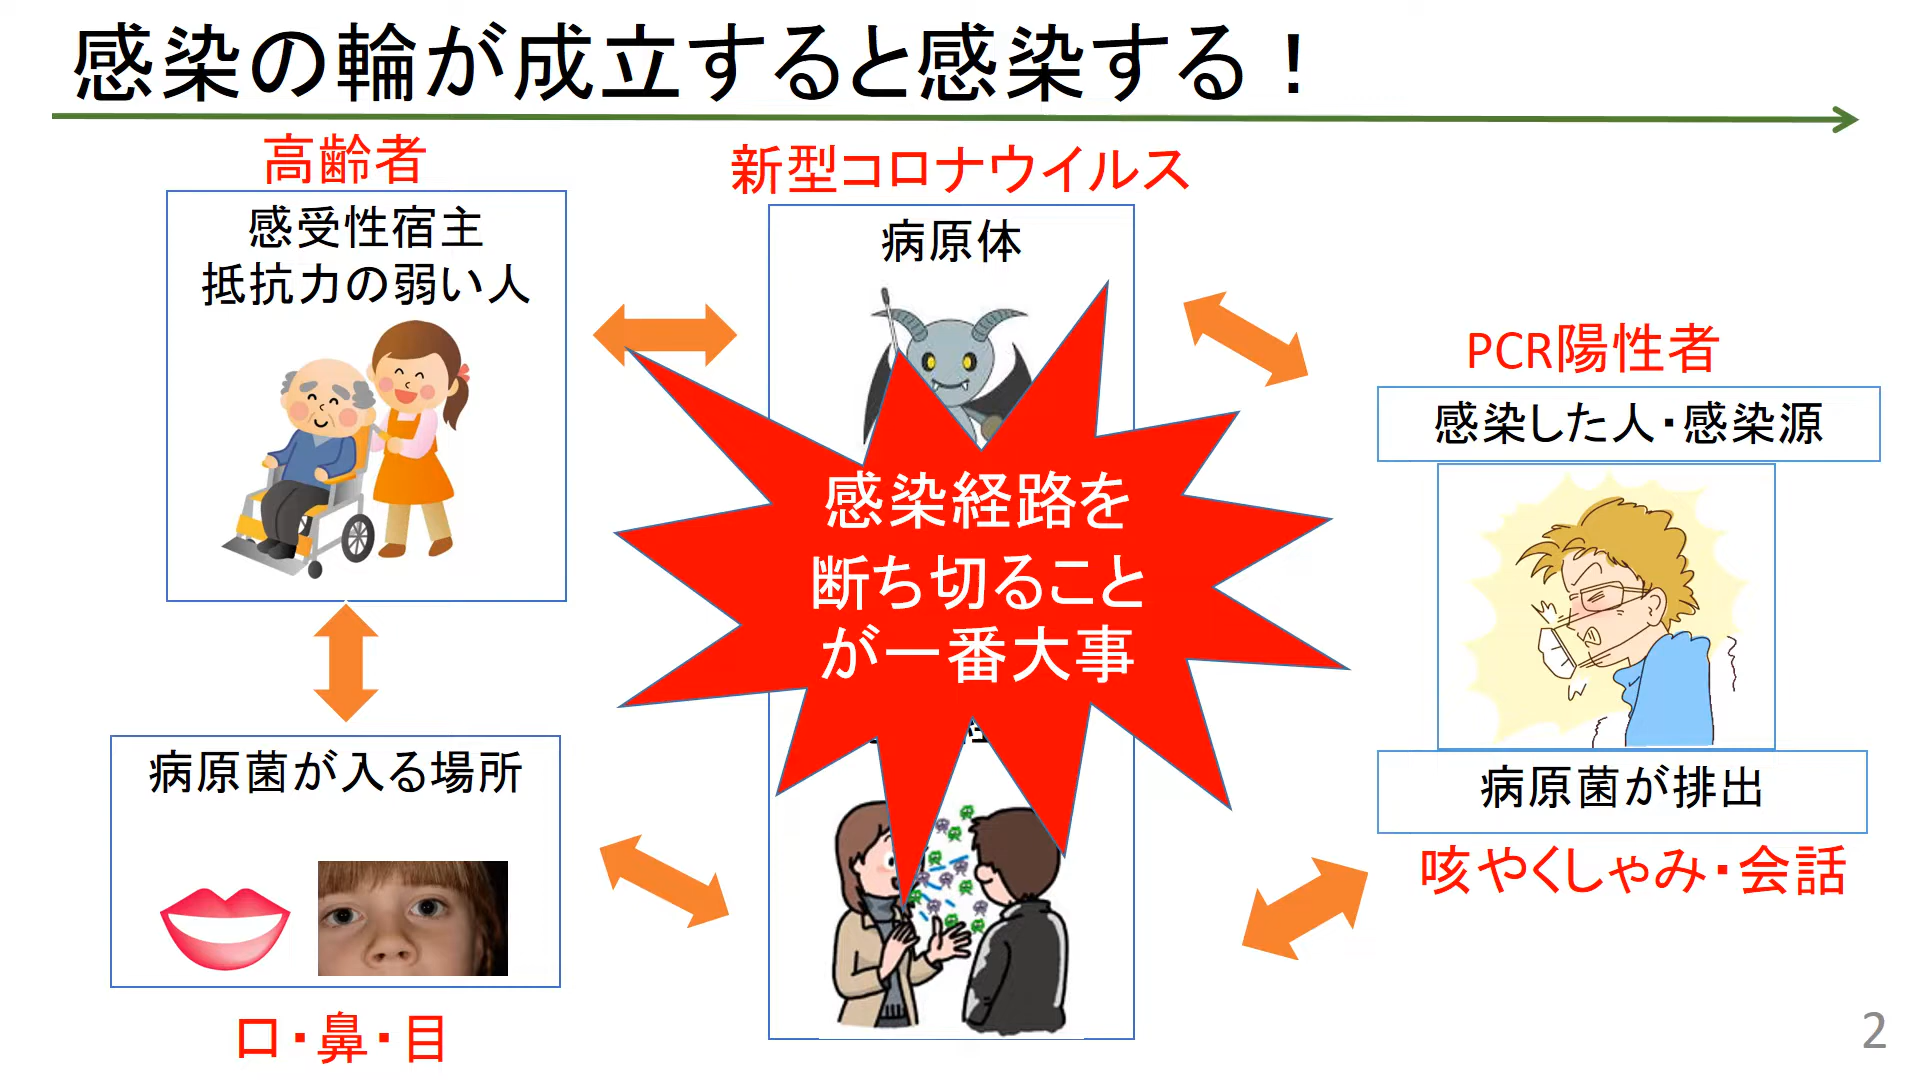 感染の輪が成立すると感染する！
高齢者
感受性宿主
抵抗力の弱い人
新型コロナウイルス
病原体
PCR陽性者
感染した人・感染源
感染経路を
断ち切ること
が一番大事
病原菌が入る場所
口・鼻・目
病原菌が排出
咳やくしゃみ・会話
2